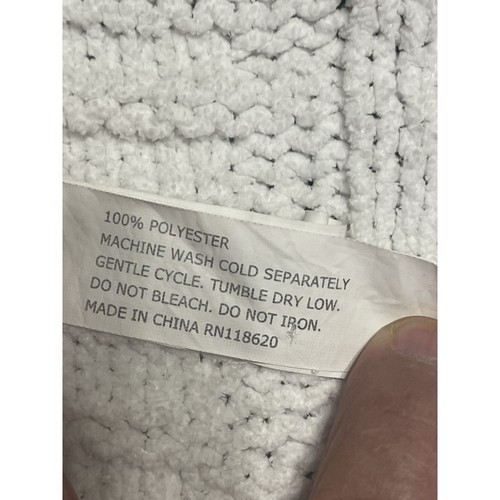 100% POLYESTER
MACHINE WASH COLD SEPARATELY
GENTLE CYCLE. TUMBLE DRY LOW.
DO NOT BLEACH. DO NOT IRON.
MADE IN CHINA RN118620